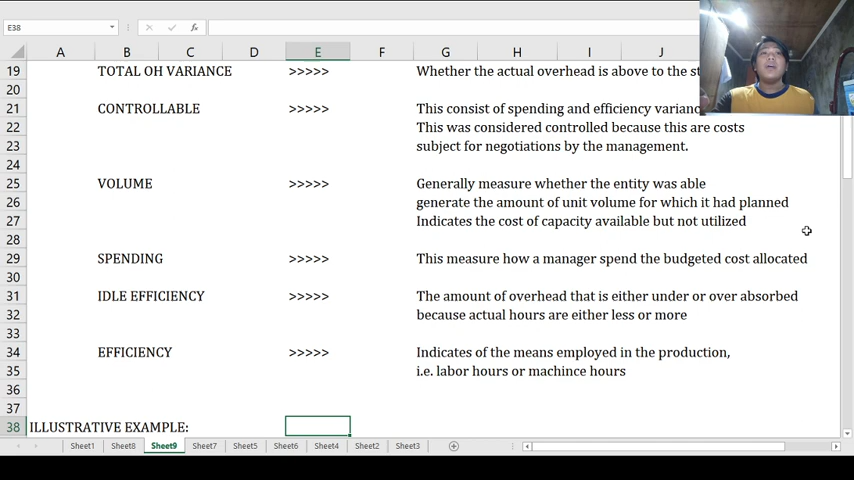 E38
fx
A B C D E F G H I J
19 TOTAL OH VARIANCE >>>>> Whether the actual overhead is above to the st
20
21 CONTROLLABLE >>>>> This consist of spending and efficiency varianc
22 This was considered controlled because this are costs
23 subject for negotiations by the management.
24
25 VOLUME >>>>> Generally measure whether the entity was able
26 generate the amount of unit volume for which it had planned
27 Indicates the cost of capacity available but not utilized
28
29 SPENDING >>>>> This measure how a manager spend the budgeted cost allocated
30
31 IDLE EFFICIENCY >>>>> The amount of overhead that is either under or over absorbed
32 because actual hours are either less or more
33
34 EFFICIENCY >>>>> Indicates of the means employed in the production,
35 i.e. labor hours or machince hours
36
37
38 ILLUSTRATIVE EXAMPLE:
Sheet1 Sheet8 Sheet9 Sheet7 Sheet5 Sheet6 Sheet4 Sheet2 Sheet3